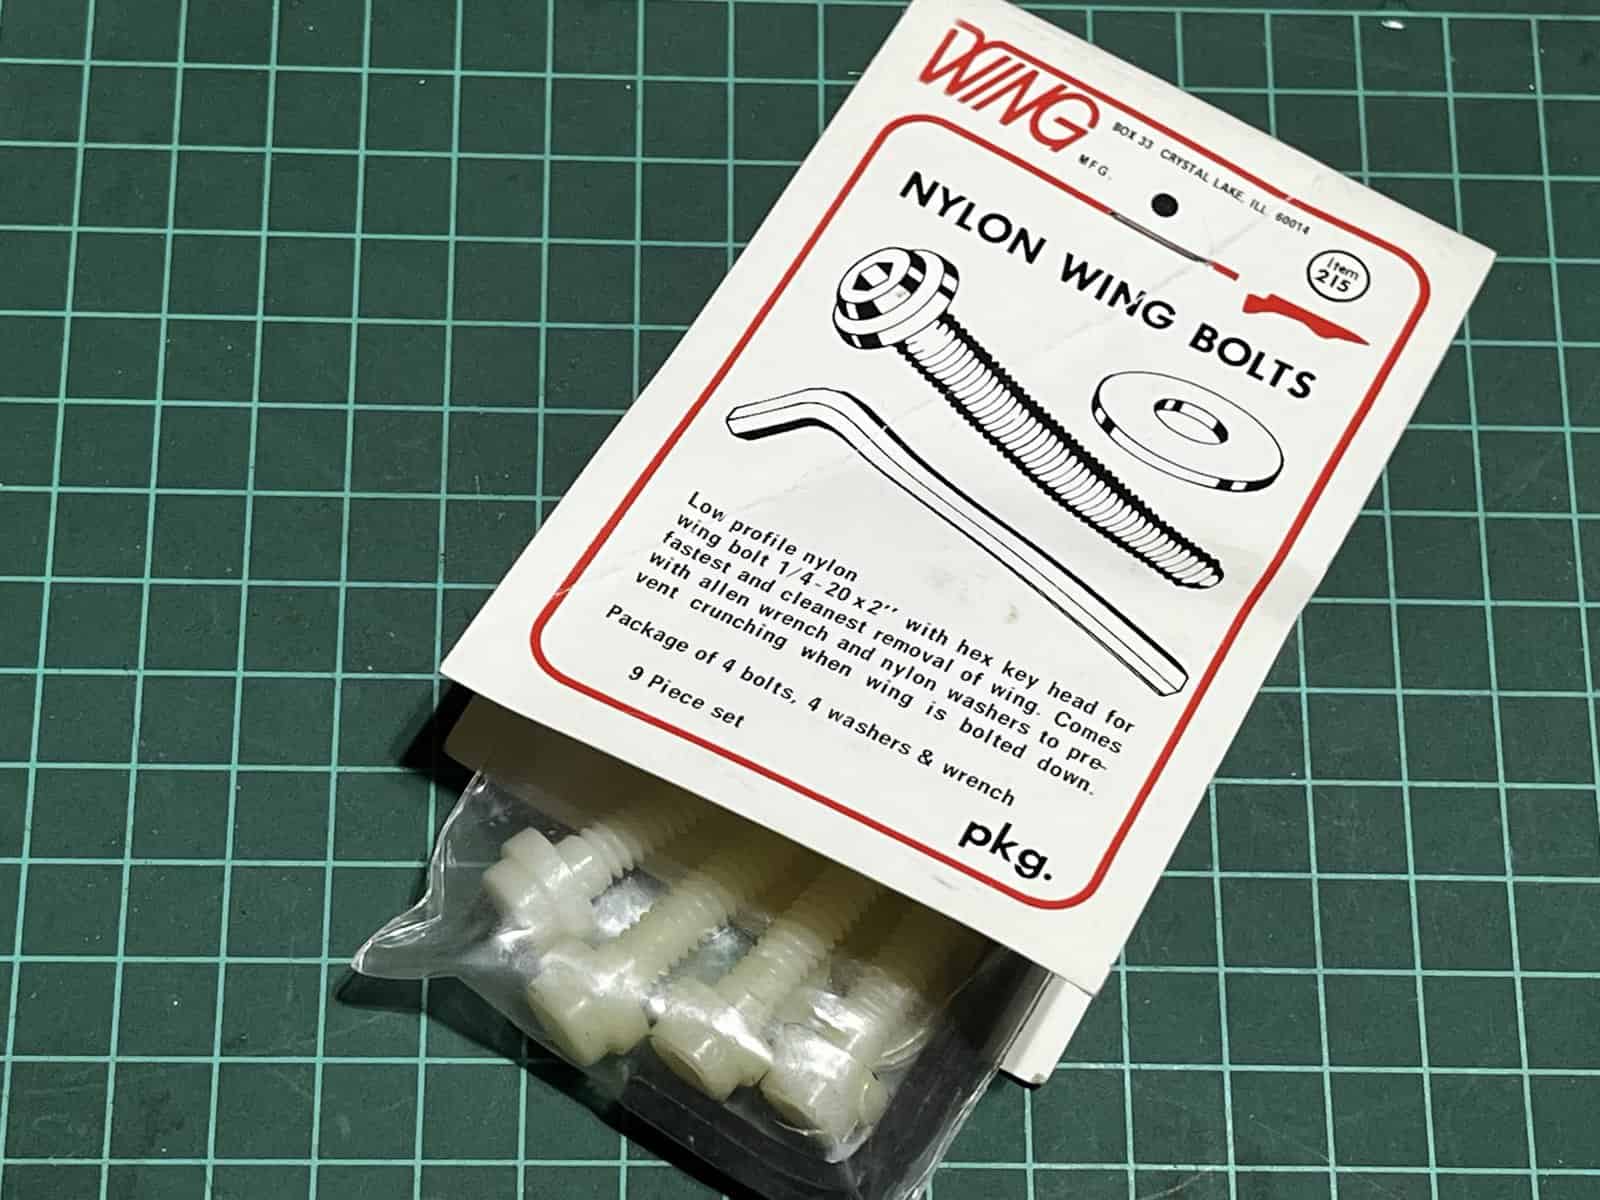 WING
MFG.
BOX 33 CRYSTAL LAKE, ILL. 60014
Item
215
NYLON WING BOLTS
Low profile nylon
wing bolt 1/4-20 x 2’’ with hex key head for
fastest and cleanest removal of wing. Comes
with allen wrench and nylon washers to pre-
vent crunching when wing is bolted down.
Package of 4 bolts, 4 washers & wrench
9 Piece set
pkg.